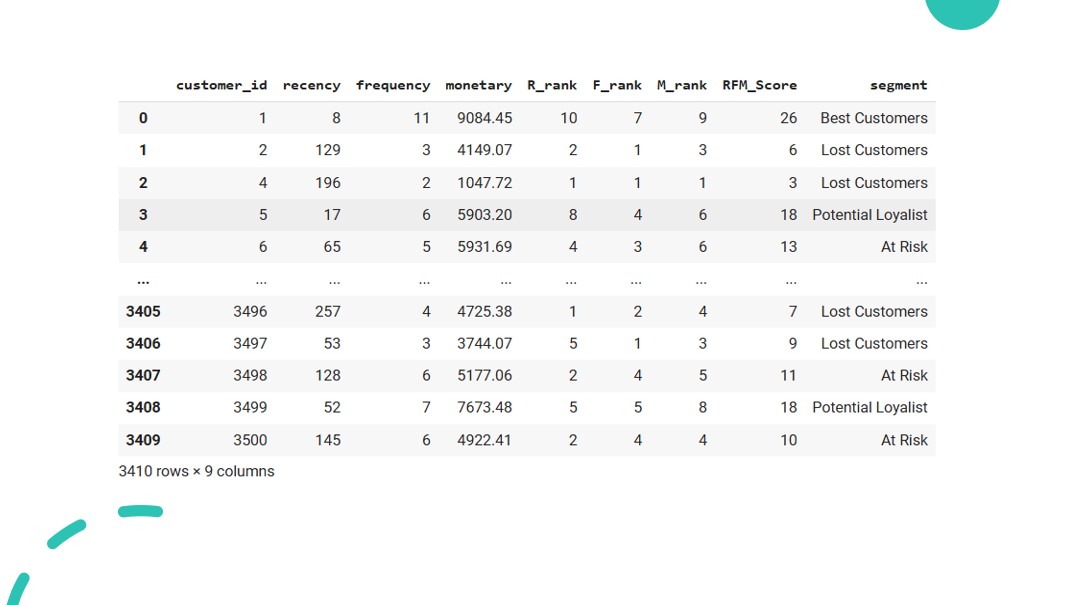 customer_id recency frequency monetary R_rank F_rank M_rank RFM_Score segment
0 1 8 11 9084.45 10 7 9 26 Best Customers
1 2 129 3 4149.07 2 1 3 6 Lost Customers
2 4 196 2 1047.72 1 1 1 3 Lost Customers
3 5 17 6 5903.20 8 4 6 18 Potential Loyalist
4 6 65 5 5931.69 4 3 6 13 At Risk
... ... ... ... ... ... ... ... ... ...
3405 3496 257 4 4725.38 1 2 4 7 Lost Customers
3406 3497 53 3 3744.07 5 1 3 9 Lost Customers
3407 3498 128 6 5177.06 2 4 5 11 At Risk
3408 3499 52 7 7673.48 5 5 8 18 Potential Loyalist
3409 3500 145 6 4922.41 2 4 4 10 At Risk
3410 rows × 9 columns